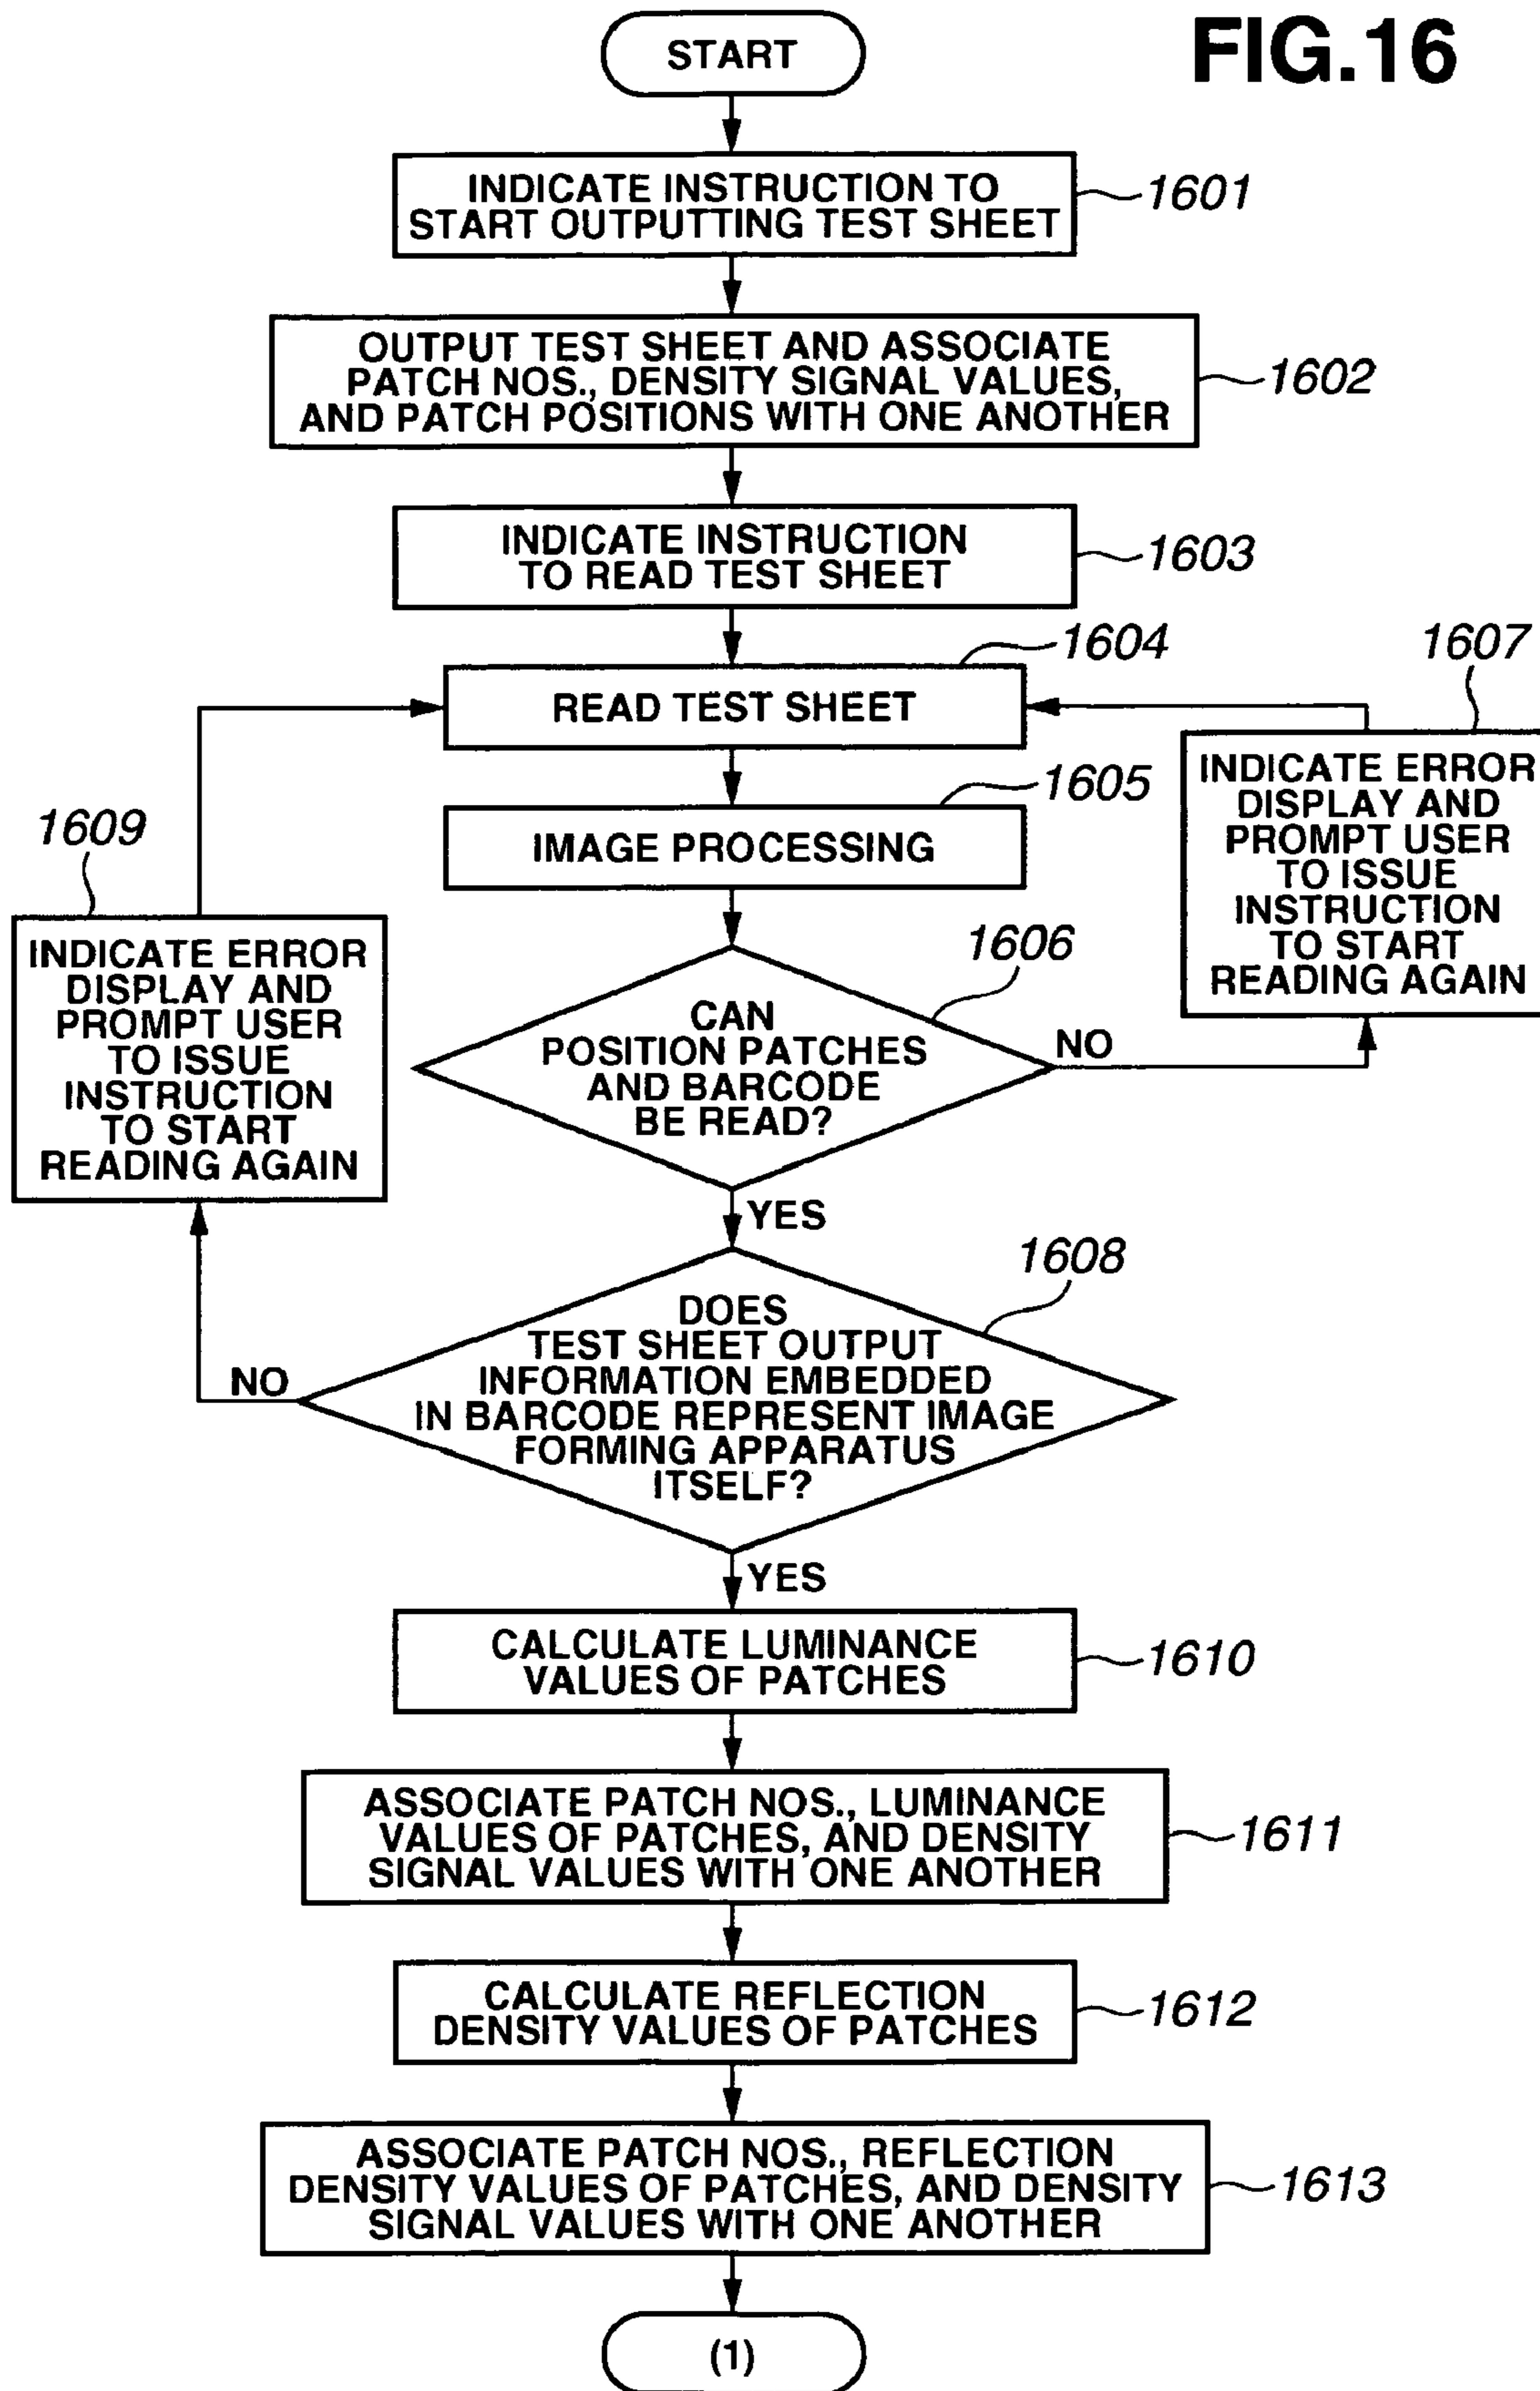 FIG.16
START
INDICATE INSTRUCTION TO
START OUTPUTTING TEST SHEET
1601
OUTPUT TEST SHEET AND ASSOCIATE
PATCH NOS., DENSITY SIGNAL VALUES,
AND PATCH POSITIONS WITH ONE ANOTHER
1602
INDICATE INSTRUCTION
TO READ TEST SHEET
1603
1604
READ TEST SHEET
1607
INDICATE ERROR
DISPLAY AND
PROMPT USER
TO ISSUE
INSTRUCTION
TO START
READING AGAIN
1605
IMAGE PROCESSING
1609
INDICATE ERROR
DISPLAY AND
PROMPT USER
TO ISSUE
INSTRUCTION
TO START
READING AGAIN
1606
CAN
POSITION PATCHES
AND BARCODE
BE READ?
NO
YES
1608
DOES
TEST SHEET OUTPUT
INFORMATION EMBEDDED
IN BARCODE REPRESENT IMAGE
FORMING APPARATUS
ITSELF?
NO
YES
CALCULATE LUMINANCE
VALUES OF PATCHES
1610
ASSOCIATE PATCH NOS., LUMINANCE
VALUES OF PATCHES, AND DENSITY
SIGNAL VALUES WITH ONE ANOTHER
1611
CALCULATE REFLECTION
DENSITY VALUES OF PATCHES
1612
ASSOCIATE PATCH NOS., REFLECTION
DENSITY VALUES OF PATCHES, AND DENSITY
SIGNAL VALUES WITH ONE ANOTHER
1613
(1)